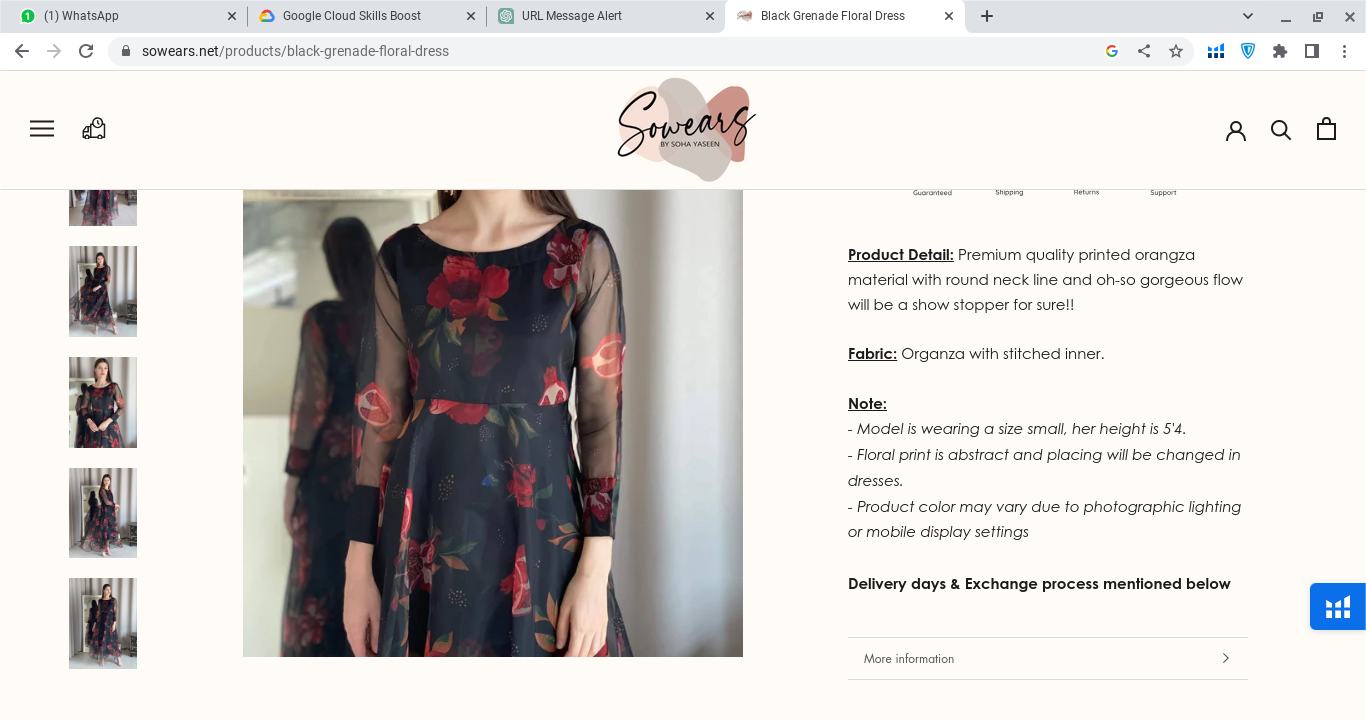 (1) WhatsApp
Google Cloud Skills Boost
URL Message Alert
Black Grenade Floral Dress
sowears.net/products/black-grenade-floral-dress
Sowears
BY SOHA YASEEN
Guaranteed
Shipping
Returns
Support
Product Detail: Premium quality printed orangza
material with round neck line and oh-so gorgeous flow
will be a show stopper for sure!!
Fabric: Organza with stitched inner.
Note:
- Model is wearing a size small, her height is 5'4.
- Floral print is abstract and placing will be changed in
dresses.
- Product color may vary due to photographic lighting
or mobile display settings
Delivery days & Exchange process mentioned below
More information